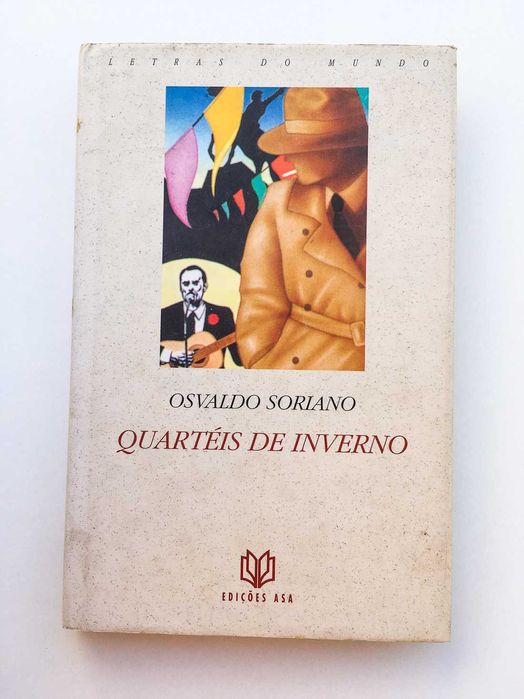 LETRAS DO MUNDO
OSVALDO SORIANO
QUARTÉIS DE INVERNO
EDIÇÕES ASA